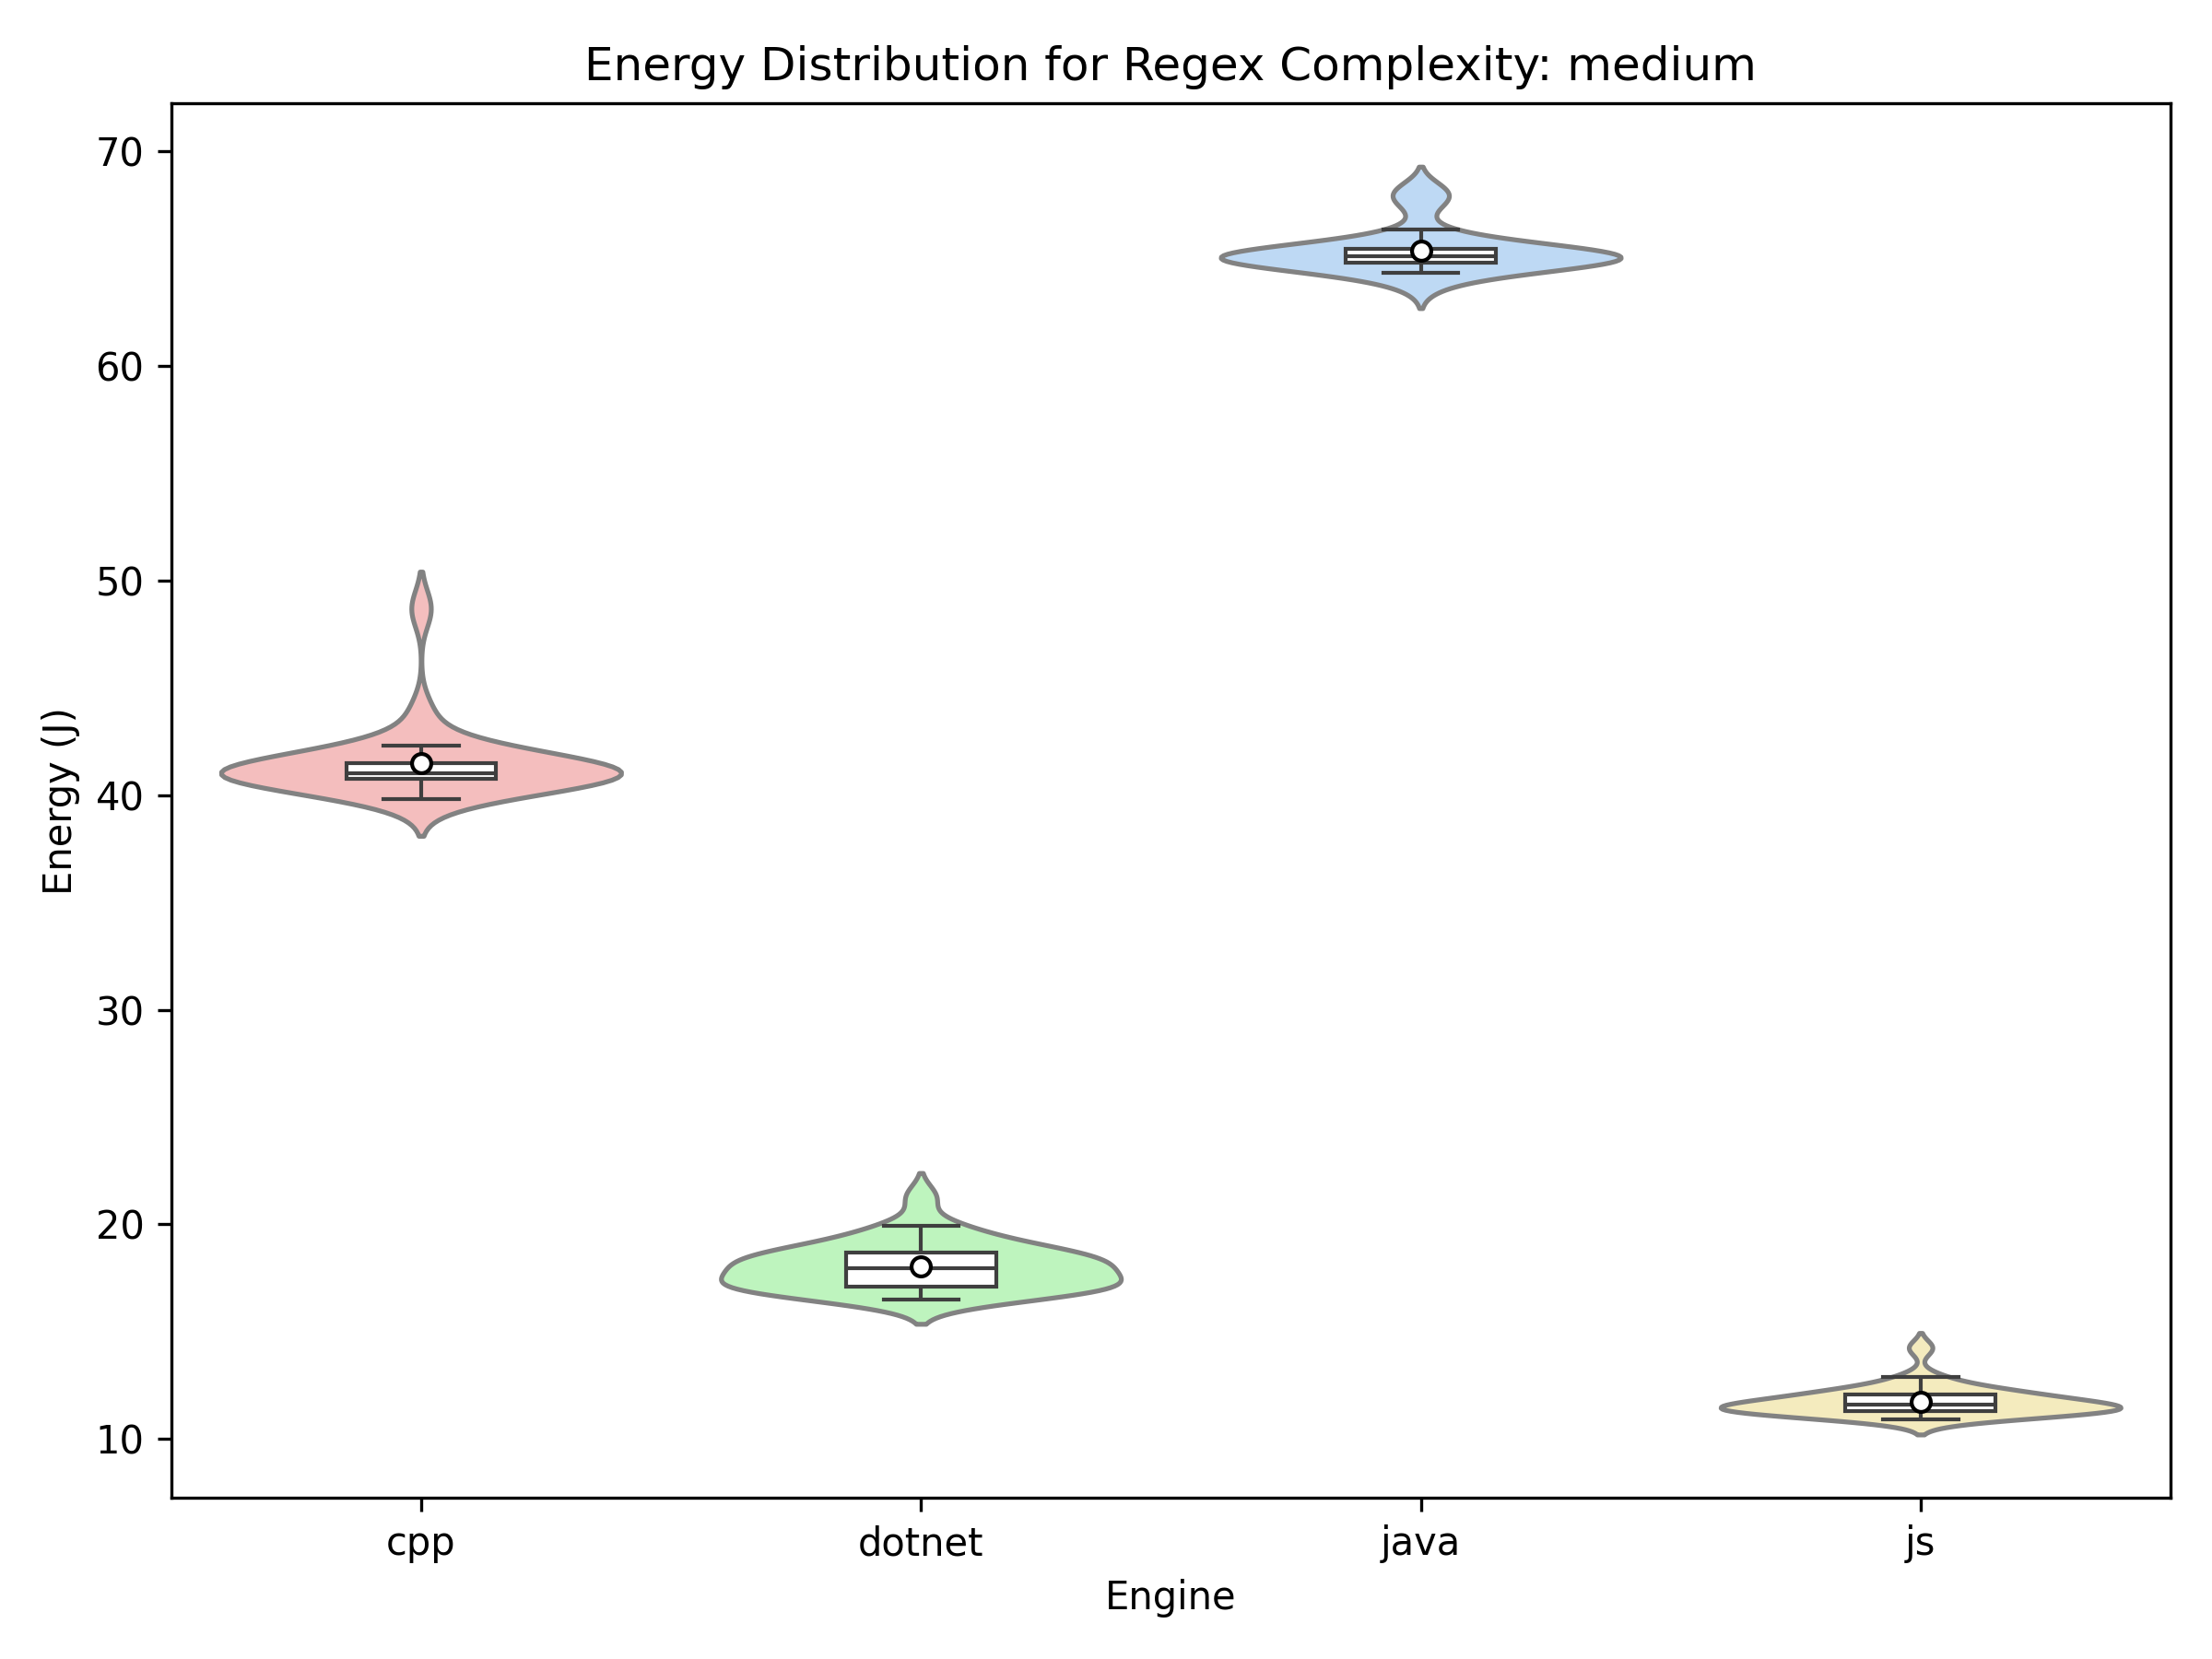 Energy Distribution for Regex Complexity: medium
70
60
50
40
30
20
10
Energy (J)
cpp
dotnet
java
js
Engine